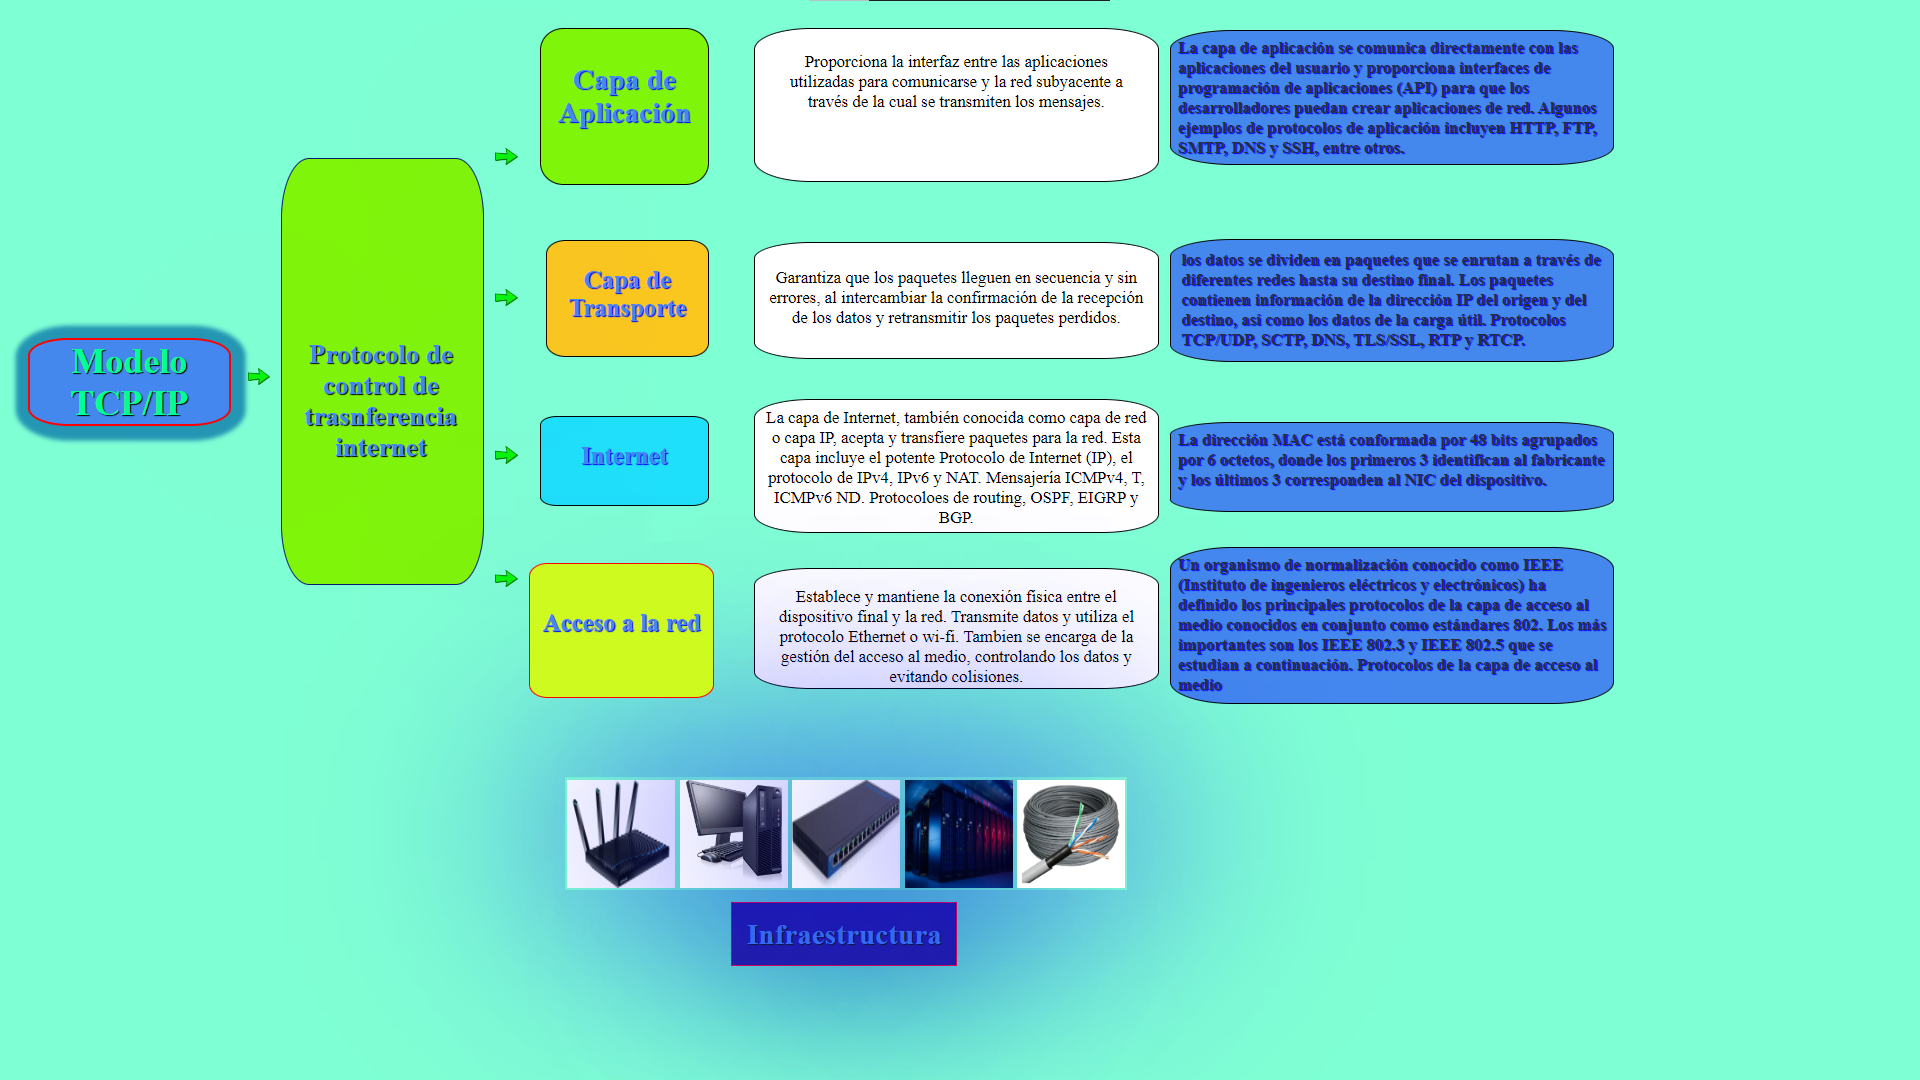 Modelo
TCP/IP
Protocolo de
control de
trasnferencia
internet
Capa de
Aplicación
Proporciona la interfaz entre las aplicaciones
utilizadas para comunicarse y la red subyacente a
través de la cual se transmiten los mensajes.
La capa de aplicación se comunica directamente con las
aplicaciones del usuario y proporciona interfaces de
programación de aplicaciones (API) para que los
desarrolladores puedan crear aplicaciones de red. Algunos
ejemplos de protocolos de aplicación incluyen HTTP, FTP,
SMTP, DNS y SSH, entre otros.
Capa de
Transporte
Garantiza que los paquetes lleguen en secuencia y sin
errores, al intercambiar la confirmación de la recepción
de los datos y retransmitir los paquetes perdidos.
los datos se dividen en paquetes que se enrutan a través de
diferentes redes hasta su destino final. Los paquetes
contienen información de la dirección IP del origen y del
destino, así como los datos de la carga útil. Protocolos
TCP/UDP, SCTP, DNS, TLS/SSL, RTP y RTCP.
Internet
La capa de Internet, también conocida como capa de red
o capa IP, acepta y transfiere paquetes para la red. Esta
capa incluye el potente Protocolo de Internet (IP), el
protocolo de IPv4, IPv6 y NAT. Mensajería ICMPv4, T,
ICMPv6 ND. Protocoloes de routing, OSPF, EIGRP y
BGP.
La dirección MAC está conformada por 48 bits agrupados
por 6 octetos, donde los primeros 3 identifican al fabricante
y los últimos 3 corresponden al NIC del dispositivo.
Acceso a la red
Establece y mantiene la conexión física entre el
dispositivo final y la red. Transmite datos y utiliza el
protocolo Ethernet o wi-fi. Tambien se encarga de la
gestión del acceso al medio, controlando los datos y
evitando colisiones.
Un organismo de normalización conocido como IEEE
(Instituto de ingenieros eléctricos y electrónicos) ha
definido los principales protocolos de la capa de acceso al
medio conocidos en conjunto como estándares 802. Los más
importantes son los IEEE 802.3 y IEEE 802.5 que se
estudian a continuación. Protocolos de la capa de acceso al
medio
Infraestructura